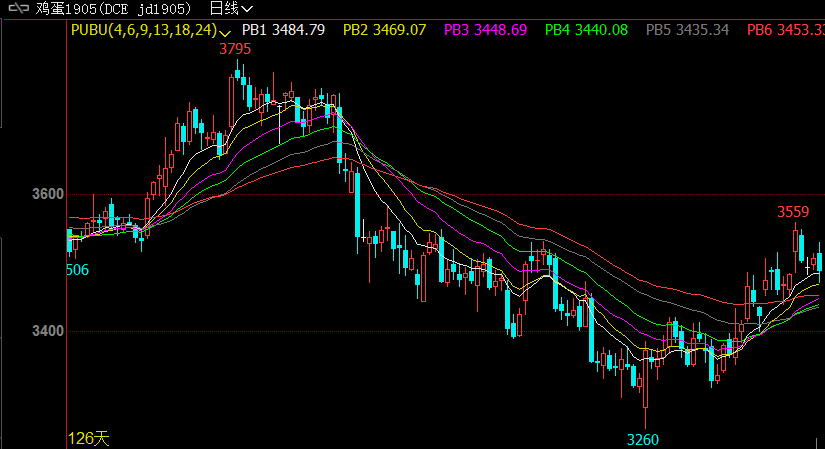 鸡蛋1905(DCE jd1905) 日线
PUBU(4,6,9,13,18,24) PB1 3484.79 PB2 3469.07 PB3 3448.69 PB4 3440.08 PB5 3435.34 PB6 3453.33
3795
3600
3559
506
3400
126天
3260